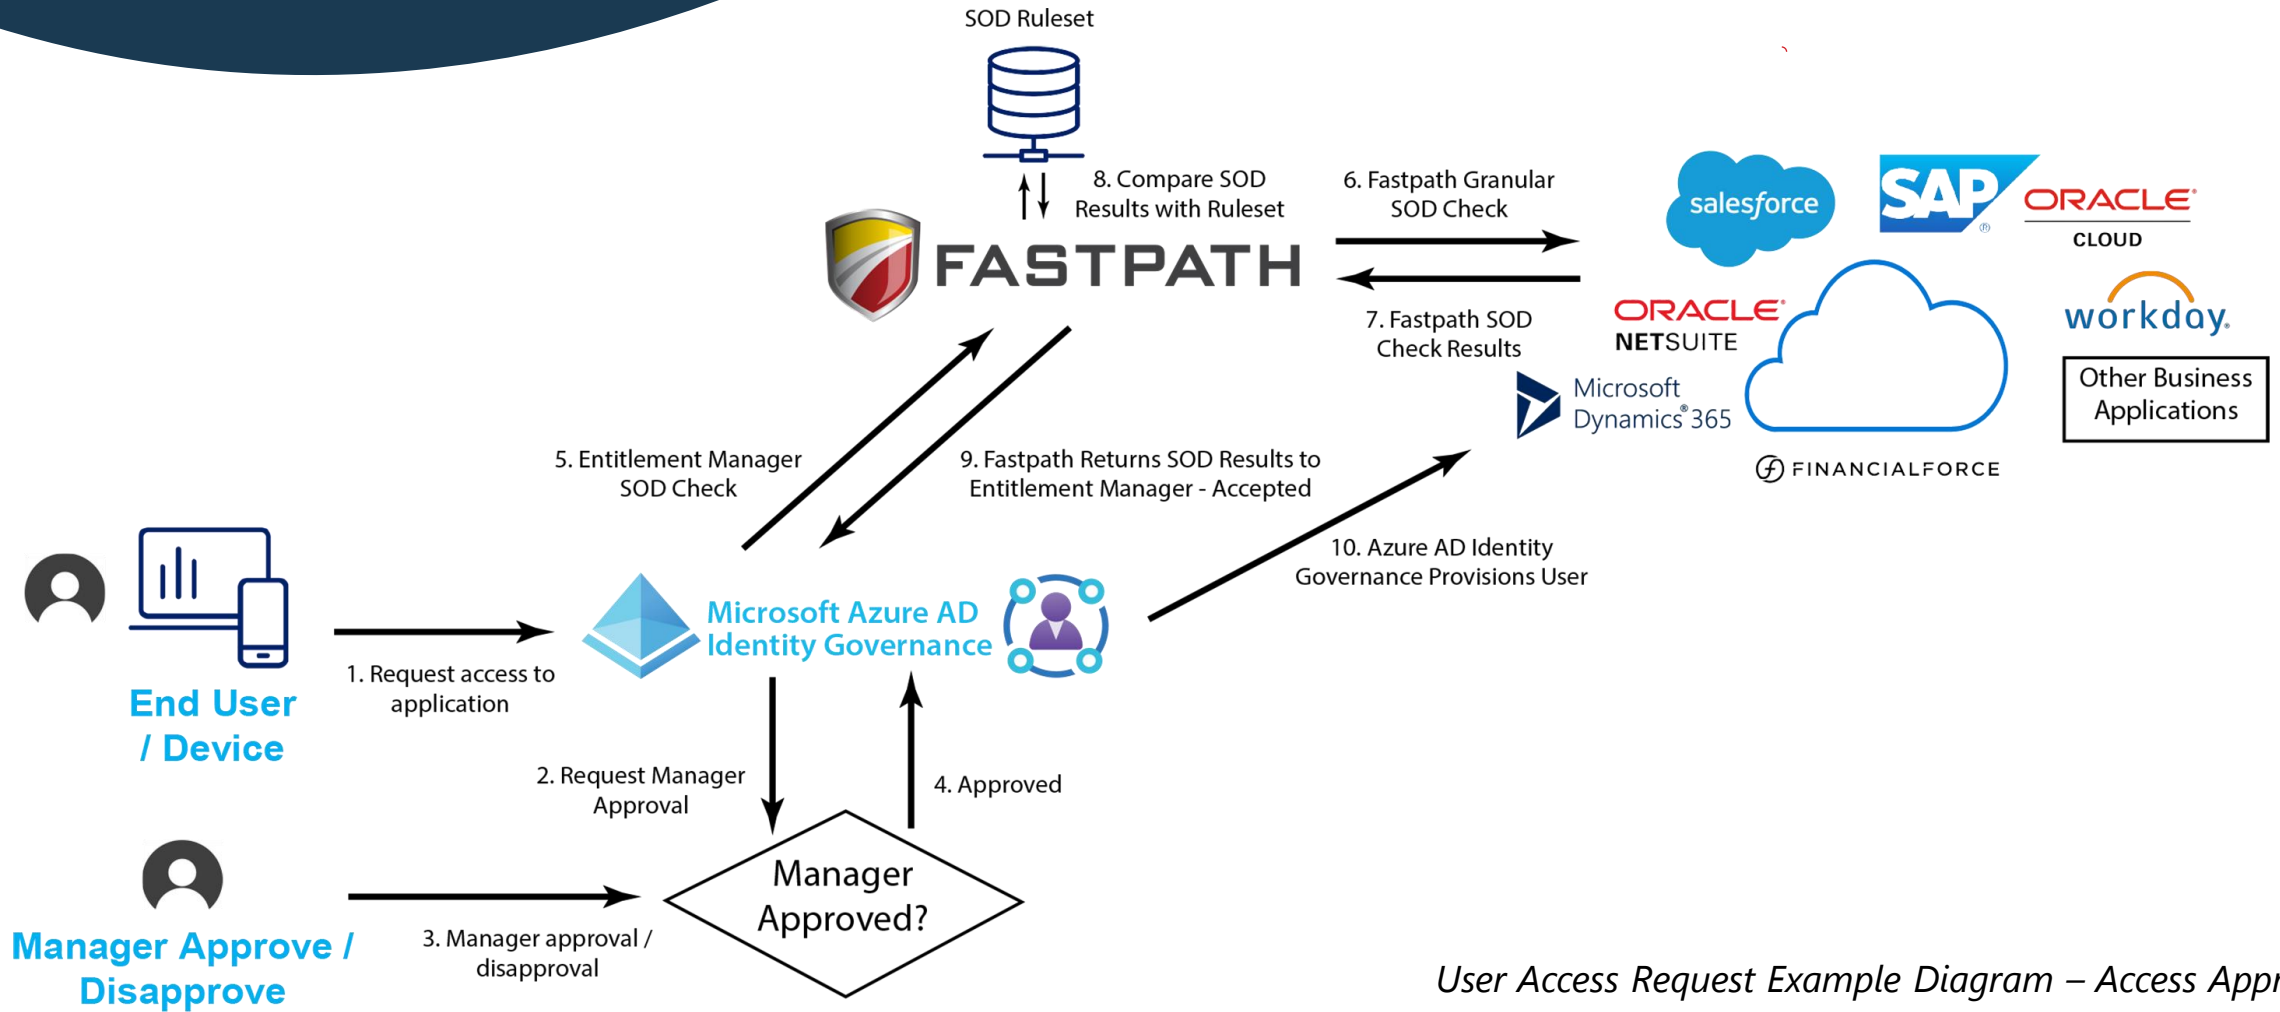 SOD Ruleset
8. Compare SOD
Results with Ruleset
6. Fastpath Granular
SOD Check
FASTPATH
7. Fastpath SOD
Check Results
salesforce
SAP
®
ORACLE®
CLOUD
ORACLE®
NETSUITE
workday.
Microsoft
Dynamics® 365
Other Business
Applications
FINANCIALFORCE
5. Entitlement Manager
SOD Check
9. Fastpath Returns SOD Results to
Entitlement Manager - Accepted
10. Azure AD Identity
Governance Provisions User
Microsoft Azure AD
Identity Governance
1. Request access to
application
End User
/ Device
2. Request Manager
Approval
4. Approved
Manager
Approved?
3. Manager approval /
disapproval
Manager Approve /
Disapprove
User Access Request Example Diagram – Access